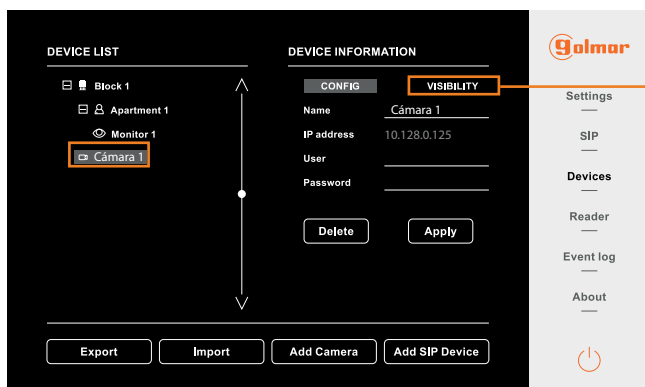 DEVICE LIST
Block 1
Apartment 1
Monitor 1
Cámara 1
DEVICE INFORMATION
CONFIG VISIBILITY
Name Cámara 1
IP address 10.128.0.125
User
Password
Delete Apply
Export Import Add Camera Add SIP Device
golmar
Settings
SIP
Devices
Reader
Event log
About